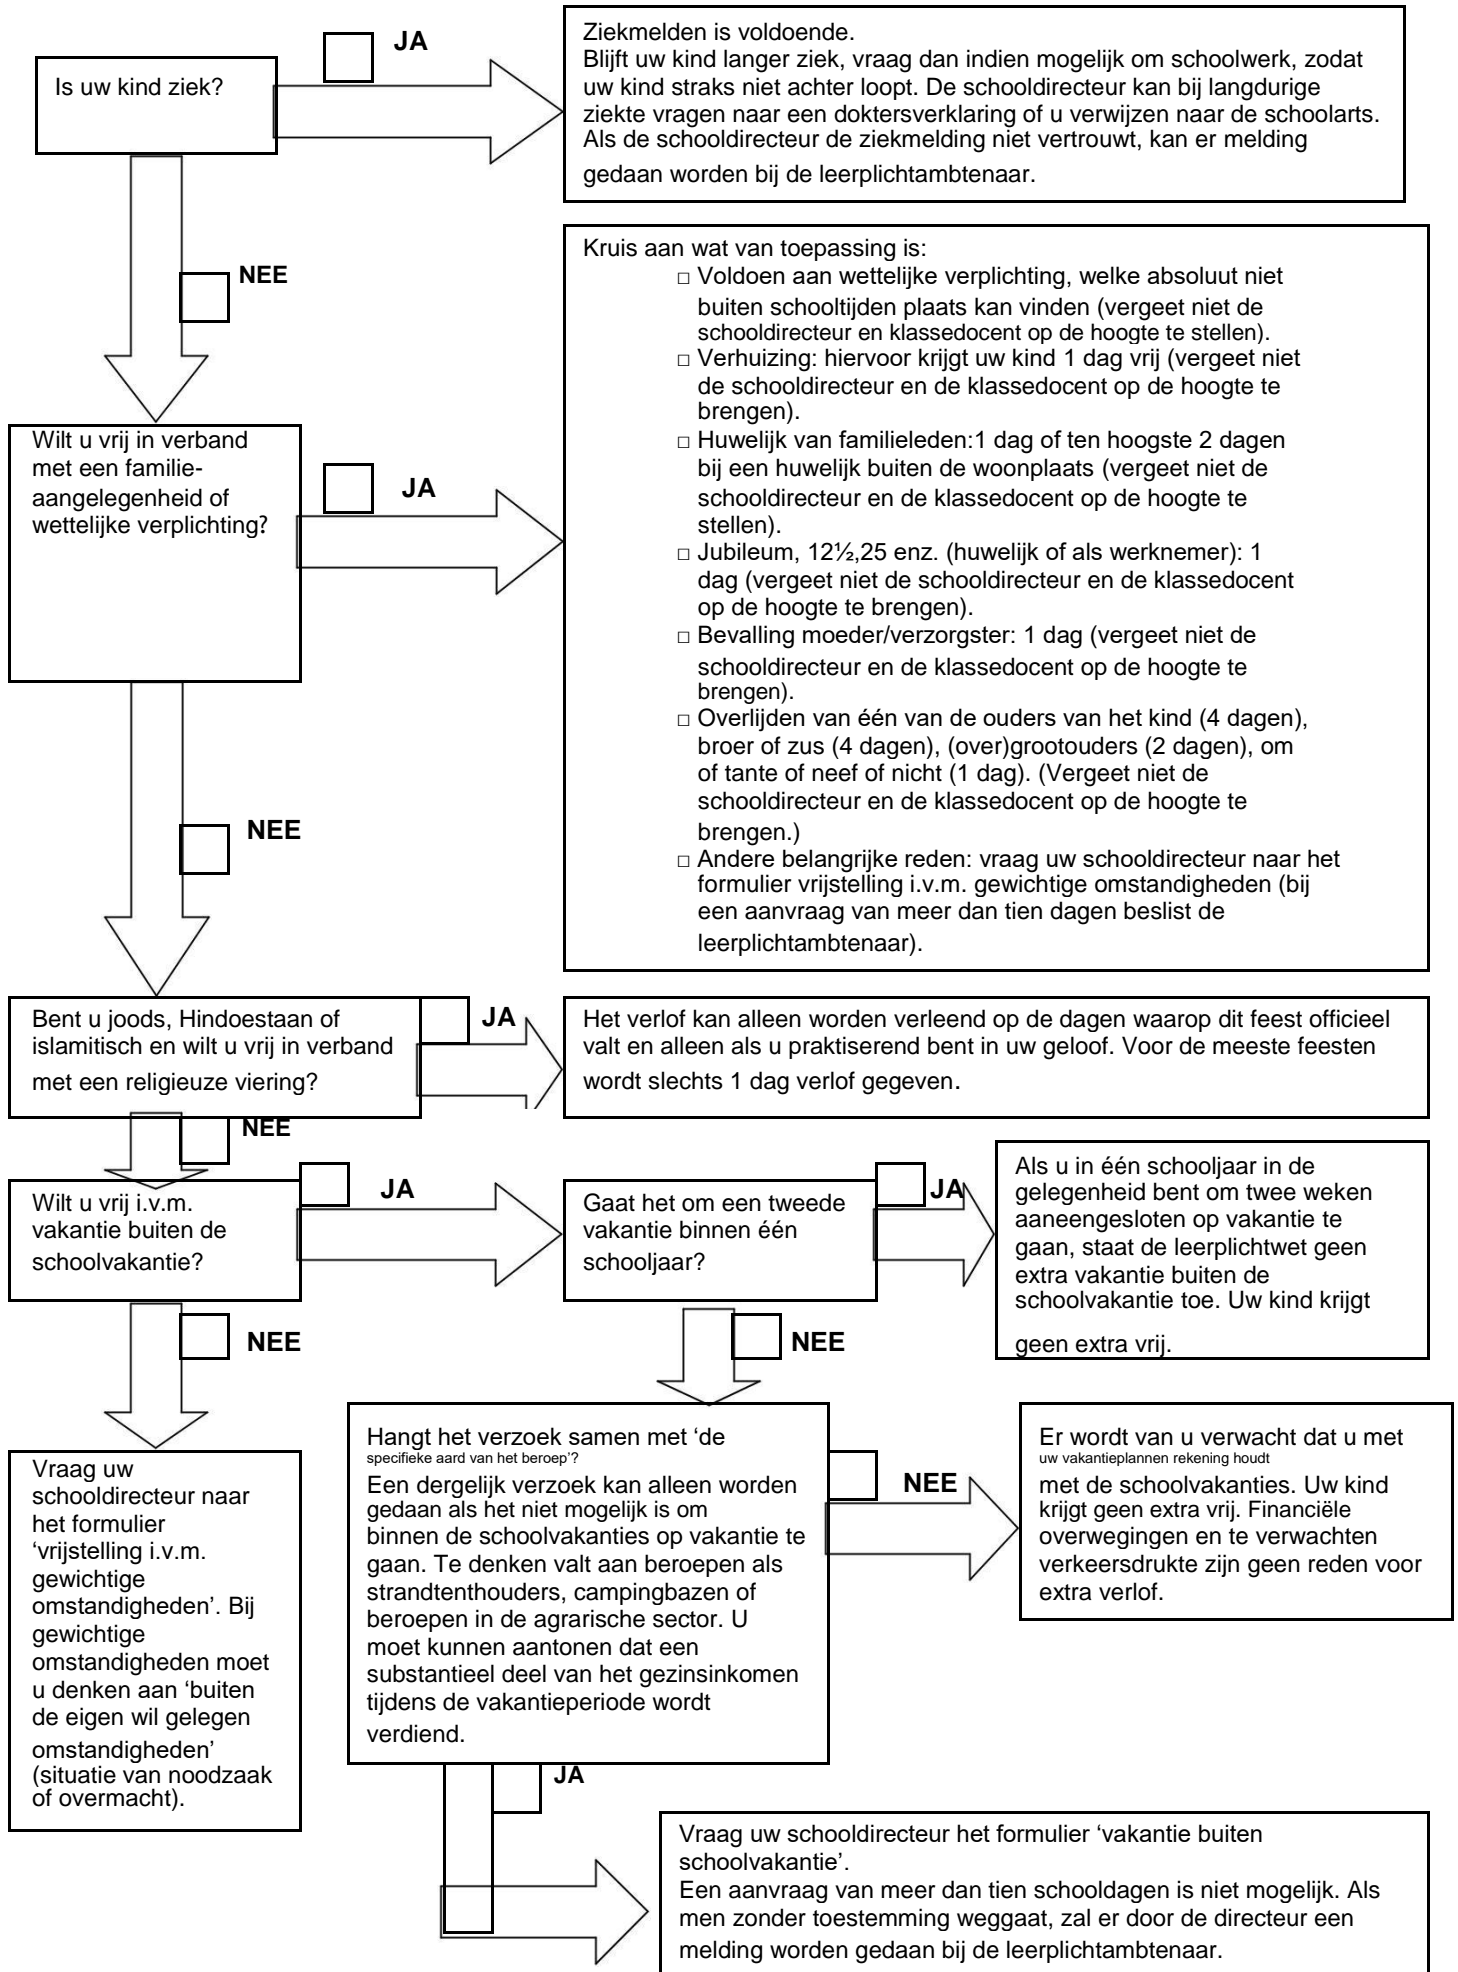 JA
Is uw kind ziek?
Ziekmelden is voldoende.
Blijft uw kind langer ziek, vraag dan indien mogelijk om schoolwerk, zodat
uw kind straks niet achter loopt. De schooldirecteur kan bij langdurige
ziekte vragen naar een doktersverklaring of u verwijzen naar de schoolarts.
Als de schooldirecteur de ziekmelding niet vertrouwt, kan er melding
gedaan worden bij de leerplichtambtenaar.
NEE
Wilt u vrij in verband
met een familie-
aangelegenheid of
wettelijke verplichting?
JA
Kruis aan wat van toepassing is:
□ Voldoen aan wettelijke verplichting, welke absoluut niet
buiten schooltijden plaats kan vinden (vergeet niet de
schooldirecteur en klassedocent op de hoogte te stellen).
□ Verhuizing: hiervoor krijgt uw kind 1 dag vrij (vergeet niet
de schooldirecteur en de klassedocent op de hoogte te
brengen).
□ Huwelijk van familieleden:1 dag of ten hoogste 2 dagen
bij een huwelijk buiten de woonplaats (vergeet niet de
schooldirecteur en de klassedocent op de hoogte te
stellen).
□ Jubileum, 12½,25 enz. (huwelijk of als werknemer): 1
dag (vergeet niet de schooldirecteur en de klassedocent
op de hoogte te brengen).
□ Bevalling moeder/verzorgster: 1 dag (vergeet niet de
schooldirecteur en de klassedocent op de hoogte te
brengen).
□ Overlijden van één van de ouders van het kind (4 dagen),
broer of zus (4 dagen), (over)grootouders (2 dagen), om
of tante of neef of nicht (1 dag). (Vergeet niet de
schooldirecteur en de klassedocent op de hoogte te
brengen.)
□ Andere belangrijke reden: vraag uw schooldirecteur naar het
formulier vrijstelling i.v.m. gewichtige omstandigheden (bij
een aanvraag van meer dan tien dagen beslist de
leerplichtambtenaar).
NEE
Bent u joods, Hindoestaan of
islamitisch en wilt u vrij in verband
met een religieuze viering?
JA
Het verlof kan alleen worden verleend op de dagen waarop dit feest officieel
valt en alleen als u praktiserend bent in uw geloof. Voor de meeste feesten
wordt slechts 1 dag verlof gegeven.
NEE
Wilt u vrij i.v.m.
vakantie buiten de
schoolvakantie?
JA
Gaat het om een tweede
vakantie binnen één
schooljaar?
JA
Als u in één schooljaar in de
gelegenheid bent om twee weken
aaneengesloten op vakantie te
gaan, staat de leerplichtwet geen
extra vakantie buiten de
schoolvakantie toe. Uw kind krijgt
geen extra vrij.
NEE
NEE
Vraag uw
schooldirecteur naar
het formulier
‘vrijstelling i.v.m.
gewichtige
omstandigheden’. Bij
gewichtige
omstandigheden moet
u denken aan ‘buiten
de eigen wil gelegen
omstandigheden’
(situatie van noodzaak
of overmacht).
Hangt het verzoek samen met ‘de
specifieke aard van het beroep’?
Een dergelijk verzoek kan alleen worden
gedaan als het niet mogelijk is om
binnen de schoolvakanties op vakantie te
gaan. Te denken valt aan beroepen als
strandtenthouders, campingbazen of
beroepen in de agrarische sector. U
moet kunnen aantonen dat een
substantieel deel van het gezinsinkomen
tijdens de vakantieperiode wordt
verdiend.
NEE
Er wordt van u verwacht dat u met
uw vakantieplannen rekening houdt
met de schoolvakanties. Uw kind
krijgt geen extra vrij. Financiële
overwegingen en te verwachten
verkeersdrukte zijn geen reden voor
extra verlof.
JA
Vraag uw schooldirecteur het formulier ‘vakantie buiten
schoolvakantie’.
Een aanvraag van meer dan tien schooldagen is niet mogelijk. Als
men zonder toestemming weggaat, zal er door de directeur een
melding worden gedaan bij de leerplichtambtenaar.